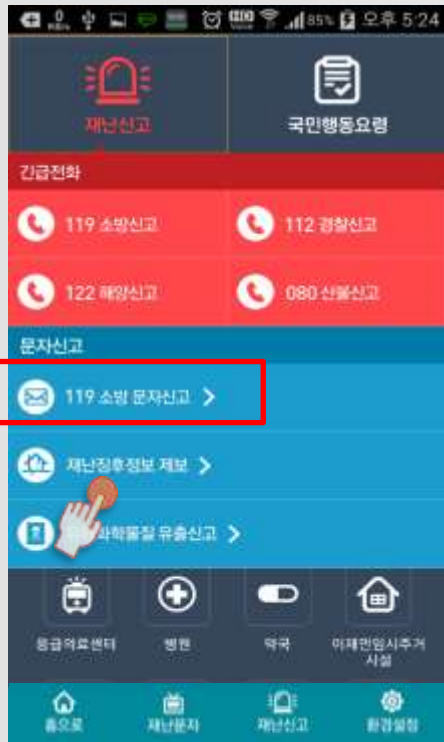 85% 오후 5:24
재난신고
국민행동요령
긴급전화
119 소방신고
112 경찰신고
122 해양신고
080 산불신고
문자신고
119 소방 문자신고
재난징후정보 제보
화학물질 유출신고
응급의료센터
병원
약국
이재민임시주거
시설
홈으로
재난문자
재난신고
환경설정